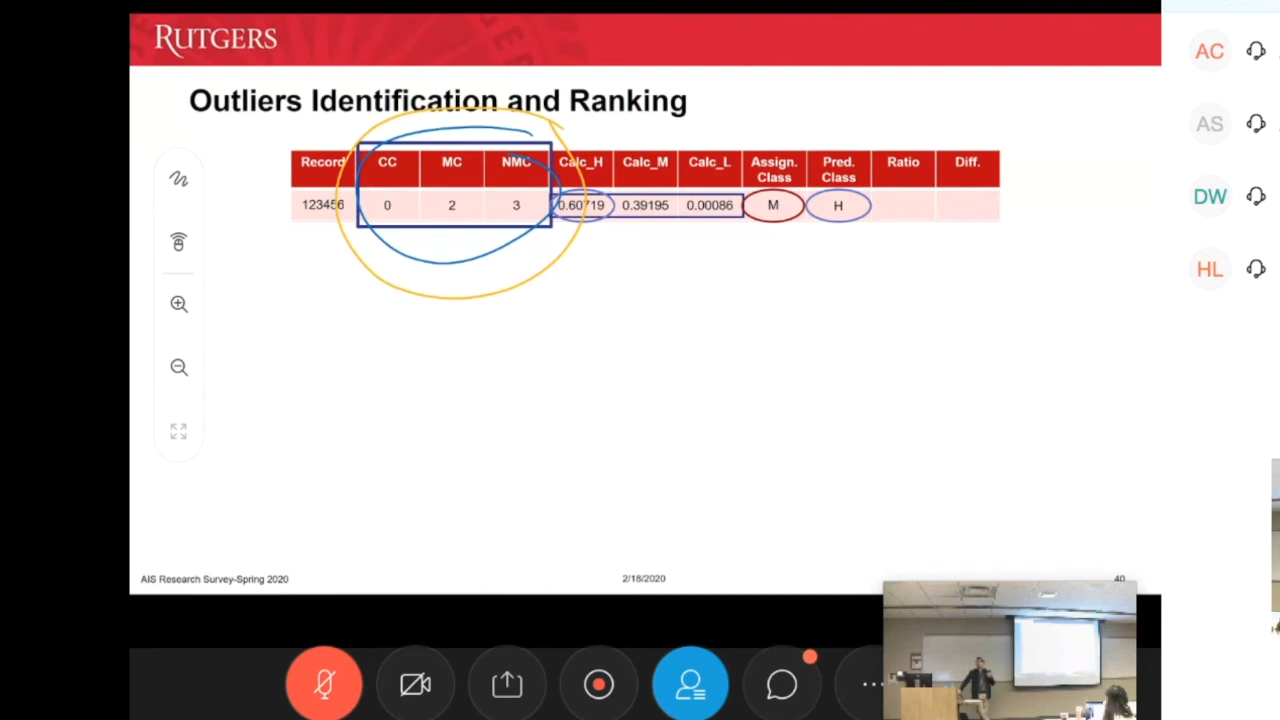 RUTGERS
Outliers Identification and Ranking
Record CC MC NMC Calc_H Calc_M Calc_L Assign. Class Pred. Class Ratio Diff.
123456 0 2 3 0.60719 0.39195 0.00086 M H
AIS Research Survey-Spring 2020 2/18/2020 40
AC
AS
DW
HL